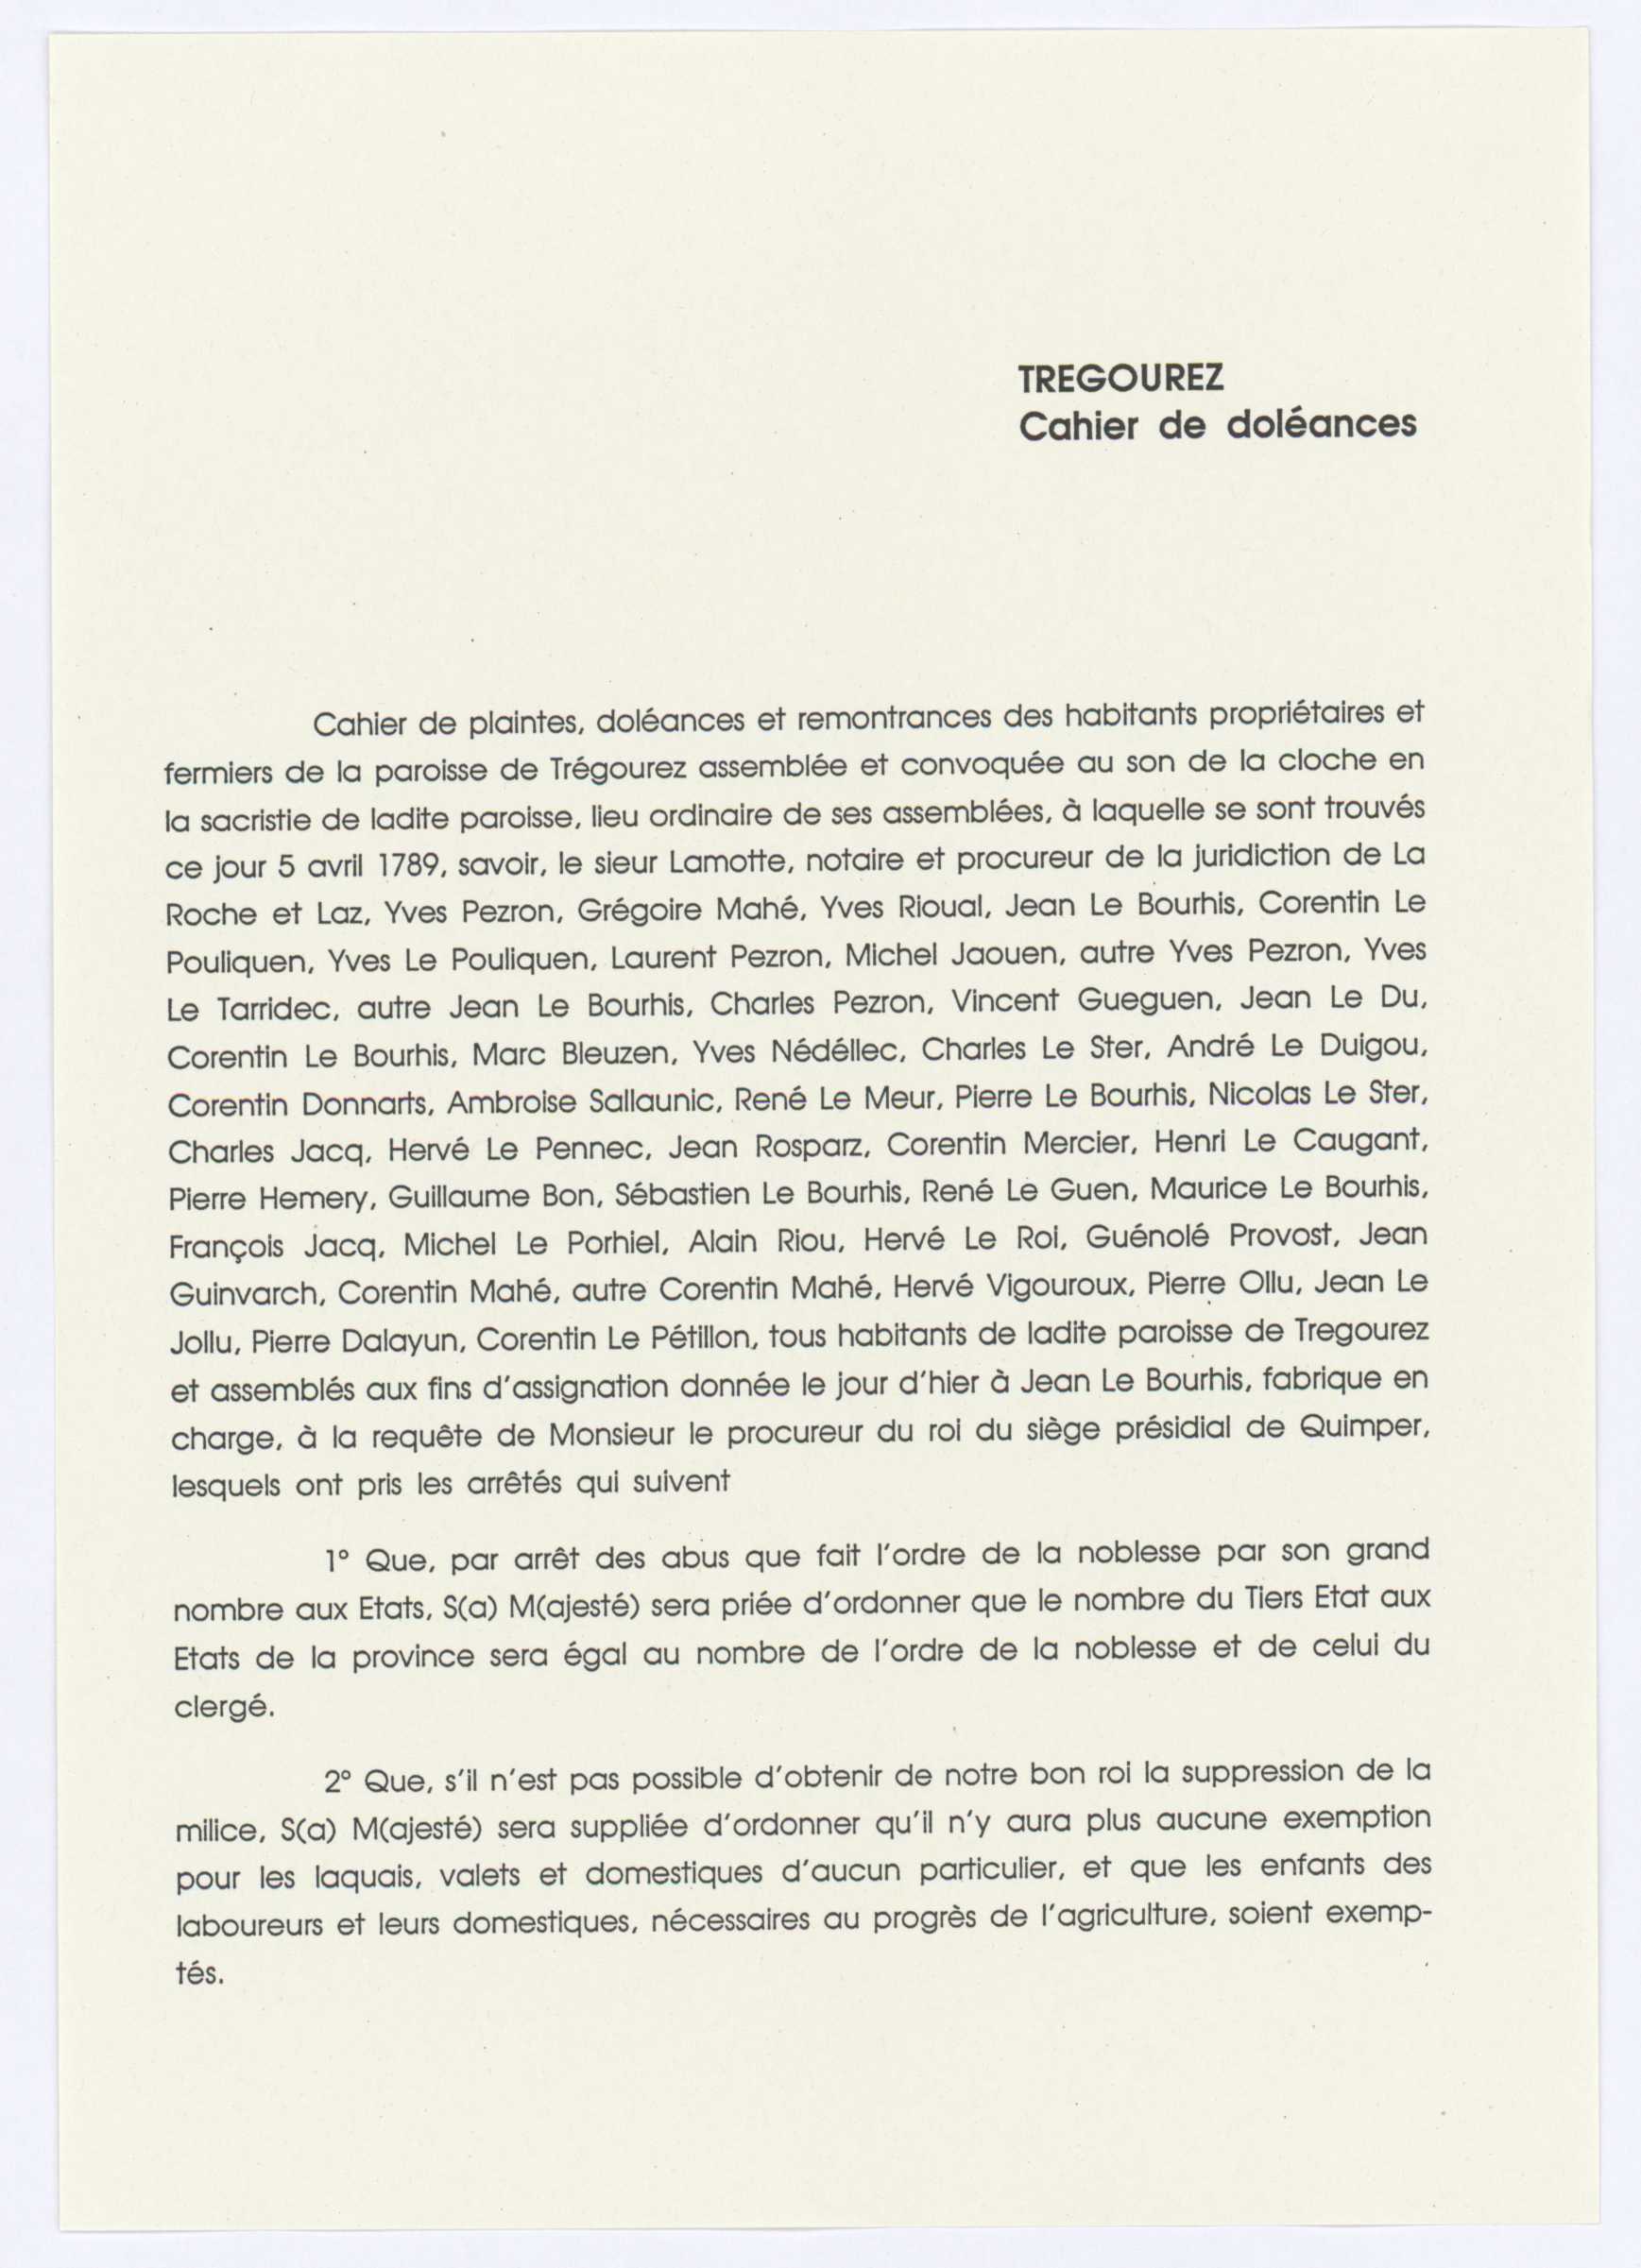 TREGOUREZ
Cahier de doléances
Cahier de plaintes, doléances et remontrances des habitants propriétaires et
fermiers de la paroisse de Trégourez assemblée et convoquée au son de la cloche en
la sacristie de ladite paroisse, lieu ordinaire de ses assemblées, à laquelle se sont trouvés
ce jour 5 avril 1789, savoir, le sieur Lamotte, notaire et procureur de la juridiction de La
Roche et Laz, Yves Pezron, Grégoire Mahé, Yves Rioual, Jean Le Bourhis, Corentin Le
Pouliquen, Yves Le Pouliquen, Laurent Pezron, Michel Jaouen, autre Yves Pezron, Yves
Le Tarridec, autre Jean Le Bourhis, Charles Pezron, Vincent Gueguen, Jean Le Du,
Corentin Le Bourhis, Marc Bleuzen, Yves Nédéllec, Charles Le Ster, André Le Duigou,
Corentin Donnarts, Ambroise Sallaunic, René Le Meur, Pierre Le Bourhis, Nicolas Le Ster,
Charles Jacq, Hervé Le Pennec, Jean Rosparz, Corentin Mercier, Henri Le Caugant,
Pierre Hemery, Guillaume Bon, Sébastien Le Bourhis, René Le Guen, Maurice Le Bourhis,
François Jacq, Michel Le Porhiel, Alain Riou, Hervé Le Roi, Guénolé Provost, Jean
Guinvarch, Corentin Mahé, autre Corentin Mahé, Hervé Vigouroux, Pierre Ollu, Jean Le
Jollu, Pierre Dalayun, Corentin Le Pétillon, tous habitants de ladite paroisse de Tregourez
et assemblés aux fins d'assignation donnée le jour d'hier à Jean Le Bourhis, fabrique en
charge, à la requête de Monsieur le procureur du roi du siège présidial de Quimper,
lesquels ont pris les arrêtés qui suivent
1° Que, par arrêt des abus que fait l'ordre de la noblesse par son grand
nombre aux Etats, S(a) M(ajesté) sera priée d'ordonner que le nombre du Tiers Etat aux
Etats de la province sera égal au nombre de l'ordre de la noblesse et de celui du
clergé.
2° Que, s'il n'est pas possible d'obtenir de notre bon roi la suppression de la
milice, S(a) M(ajesté) sera suppliée d'ordonner qu'il n'y aura plus aucune exemption
pour les laquais, valets et domestiques d'aucun particulier, et que les enfants des
laboureurs et leurs domestiques, nécessaires au progrès de l'agriculture, soient exemp-
tés.